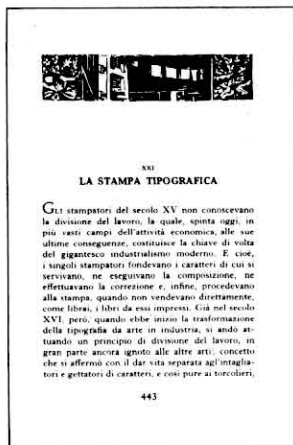 XXI
LA STAMPA TIPOGRAFICA
GLI stampatori del secolo XV non conoscevano
la divisione del lavoro, la quale, spinta oggi, in
più vasti campi dell'attività economica, alle sue
ultime conseguenze, costituisce la chiave di volta
del gigantesco industrialismo moderno. E cioè,
i singoli stampatori fondevano i caratteri di cui si
servivano, ne eseguivano la composizione, ne
effettuavano la correzione e, infine, procedevano
alla stampa, quando non vendevano direttamente,
come librai, i libri da essi impressi. Già nel secolo
XVI, però, quando ebbe inizio la trasformazione
della tipografia da arte in industria, si andò at-
tuando un principio di divisione del lavoro, in
gran parte ancora ignoto alle altre arti; concetto
che si affermò con il dar vita separata agl'intaglia-
tori e gettatori di caratteri, e così pure ai torcolieri,
443